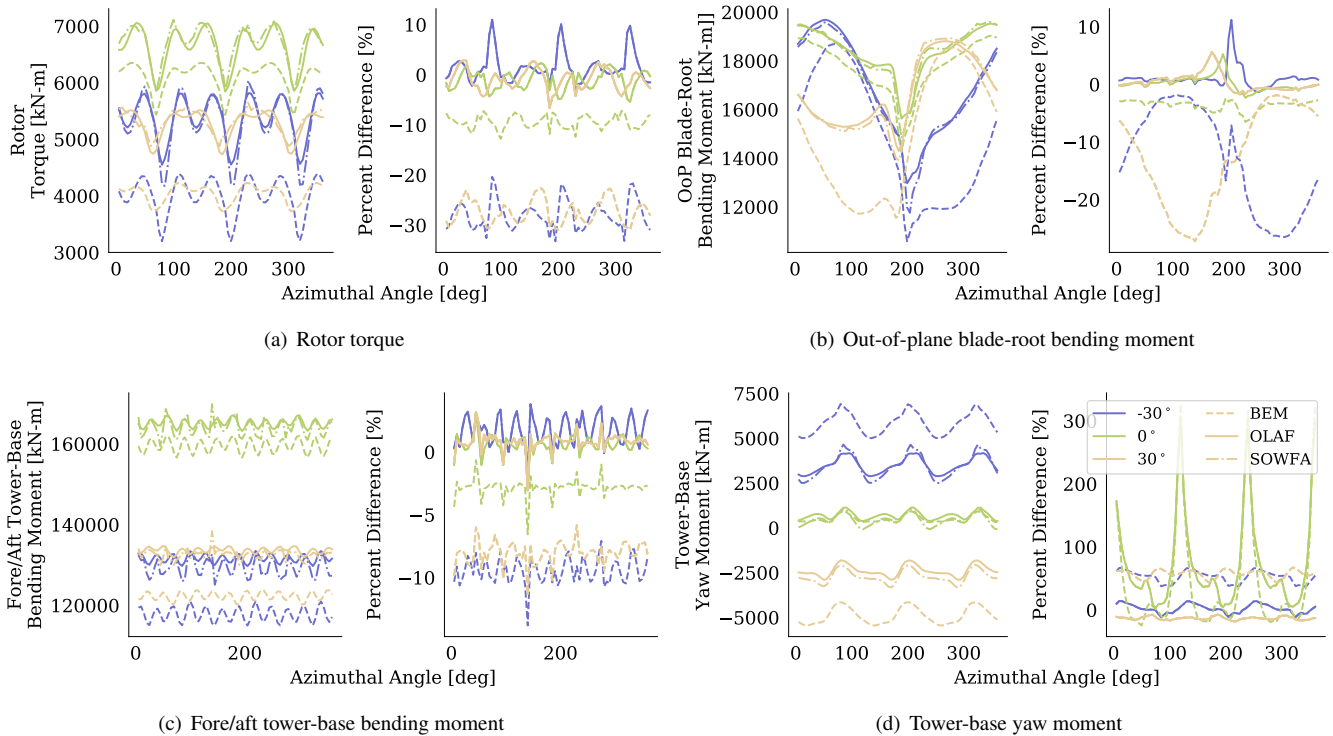 7000
6000
5000
4000
3000
Rotor
Torque [kN-m]
0 100 200 300
10
0
−10
−20
−30
Percent Difference [%]
0 100 200 300
Azimuthal Angle [deg]
(a) Rotor torque
20000
18000
16000
14000
12000
OoP Blade-Root
Bending Moment [kN-m]]
0 100 200 300
10
0
−10
−20
Percent Difference [%]
0 100 200 300
Azimuthal Angle [deg]
(b) Out-of-plane blade-root bending moment
160000
140000
120000
Fore/Aft Tower-Base
Bending Moment [kN-m]
200
0
−5
−10
Percent Difference [%]
200
Azimuthal Angle [deg]
(c) Fore/aft tower-base bending moment
7500
5000
2500
0
−2500
−5000
Tower-Base
Yaw Moment [kN-m]
0 100 200 300
300
200
100
0
Percent Difference [%]
-30° BEM
0° OLAF
30° SOWFA
0 100 200 300
Azimuthal Angle [deg]
(d) Tower-base yaw moment